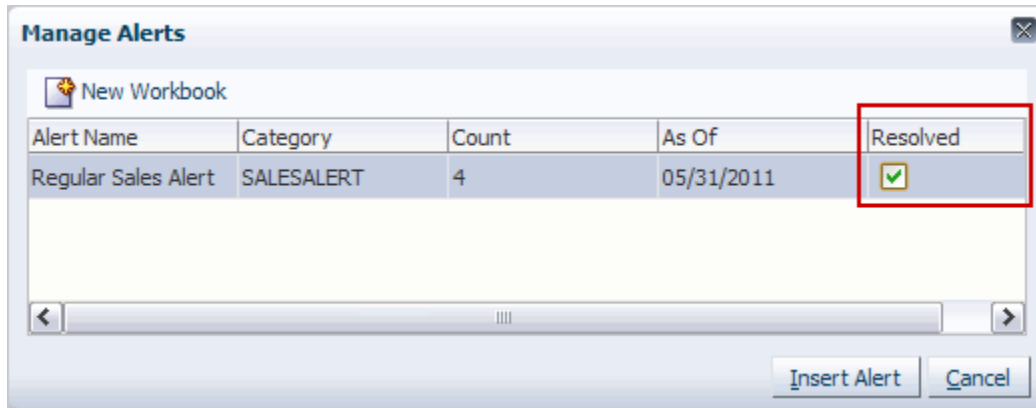 Manage Alerts
New Workbook
Alert Name Category Count As Of Resolved
Regular Sales Alert SALESALERT 4 05/31/2011
Insert Alert Cancel